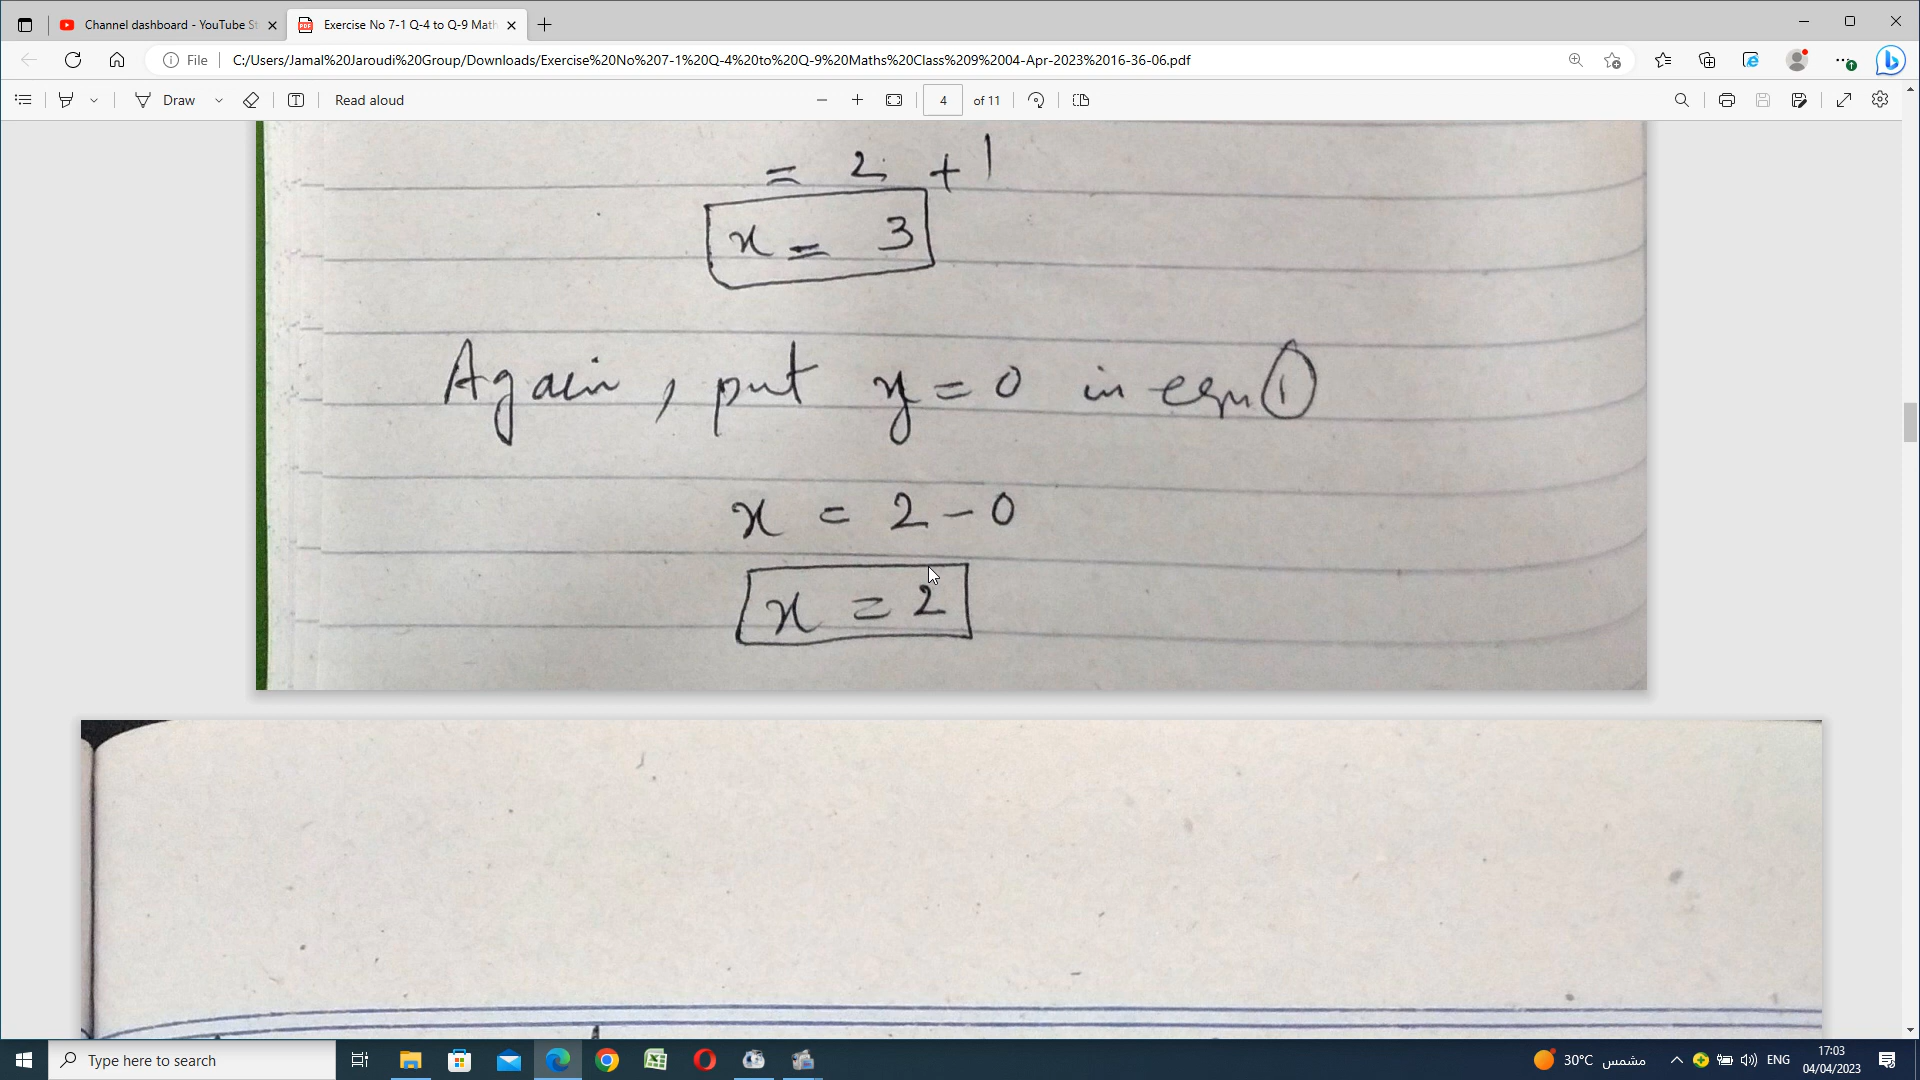 Channel dashboard - YouTube St
Exercise No 7-1 Q-4 to Q-9 Math
File
C:/Users/Jamal%20Jaroudi%20Group/Downloads/Exercise%20No%207-1%20Q-4%20to%20Q-9%20Maths%20Class%209%2004-Apr-2023%2016-36-06.pdf
Draw
Read aloud
4 of 11
= 2 + 1
x = 3
Again, put y = 0 in eqn ①
x = 2 - 0
x = 2
Type here to search
30°C مشمس
ENG
17:03
04/04/2023